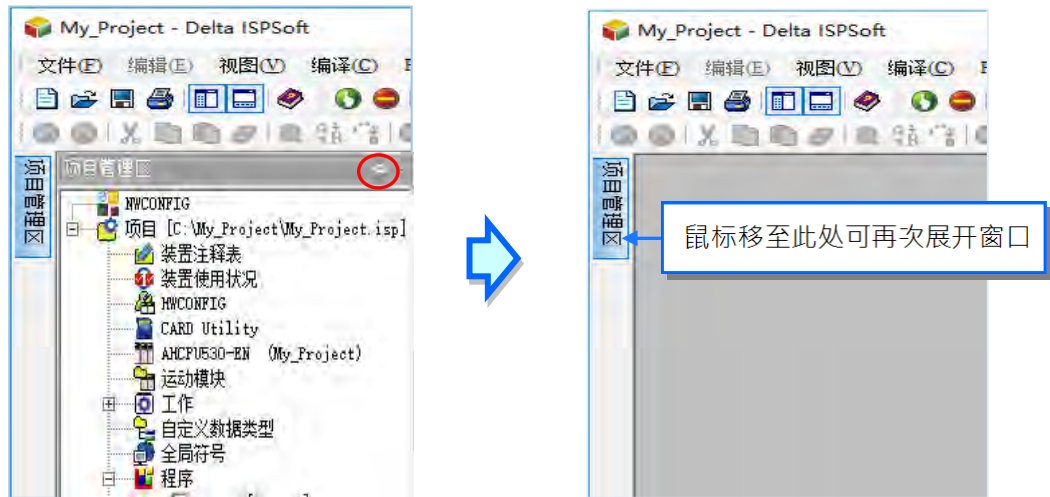 My_Project - Delta ISPSoft
文件(F) 编辑(E) 视图(V) 编译(C)
项目管理区
项目管理区
NWCONFIG
项目 [C:\My_Project\My_Project.isp]
装置注释表
装置使用状况
HWCONFIG
CARD Utility
AHCPU530-EN (My_Project)
运动模块
工作
自定义数据类型
全局符号
程序
My_Project - Delta ISPSoft
文件(F) 编辑(E) 视图(V) 编译(C)
项目管理区
鼠标移至此处可再次展开窗口